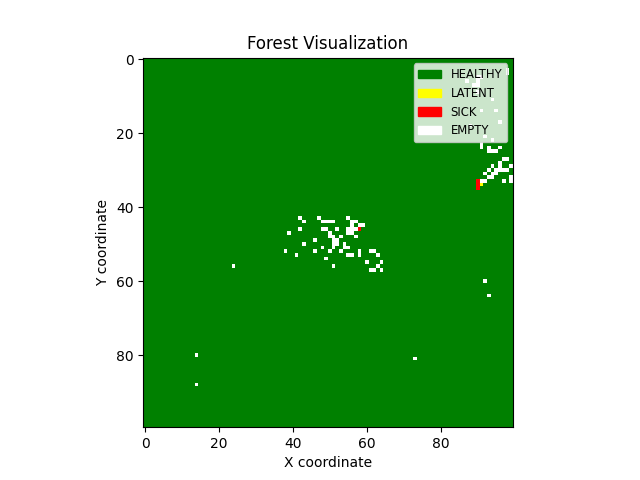 Forest Visualization
HEALTHY
LATENT
SICK
EMPTY
0
20
40
60
80
Y coordinate
0
20
40
60
80
X coordinate